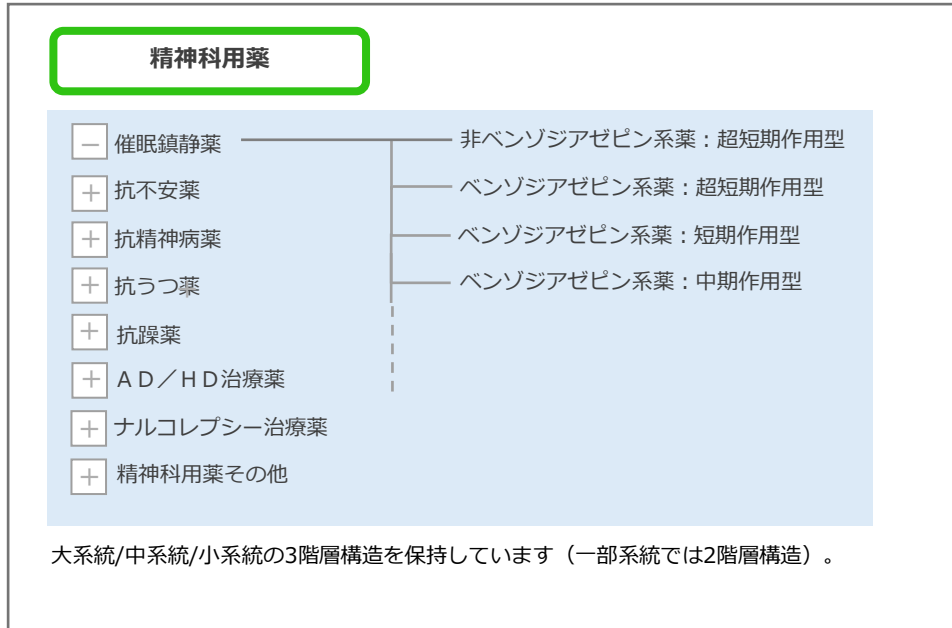 精神科用薬
催眠鎮静薬
非ベンゾジアゼピン系薬：超短期作用型
抗不安薬
ベンゾジアゼピン系薬：超短期作用型
抗精神病薬
ベンゾジアゼピン系薬：短期作用型
抗うつ薬
ベンゾジアゼピン系薬：中期作用型
抗躁薬
ＡＤ／ＨＤ治療薬
ナルコレプシー治療薬
精神科用薬その他
大系統/中系統/小系統の3階層構造を保持しています（一部系統では2階層構造）。